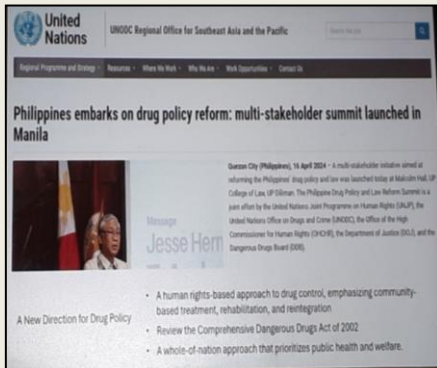 United
Nations
UNODC Regional Office for Southeast Asia and the Pacific
Search this site
Regional Programme and Strategy
Resources
Where We Work
Who We Are
Work Opportunities
Contact Us
Philippines embarks on drug policy reform: multi-stakeholder summit launched in
Manila
Quezon City (Philippines), 16 April 2024 - A multi-stakeholder initiative aimed at
reforming the Philippines' drug policy and law was launched today at Malcolm Hall, UP
College of Law, UP Diliman. The Philippine Drug Policy and Law Reform Summit is a
joint effort by the United Nations Joint Programme on Human Rights (UNJP), the
United Nations Office on Drugs and Crime (UNODC), the Office of the High
Commissioner for Human Rights (OHCHR), the Department of Justice (DOJ), and the
Dangerous Drugs Board (DDB).
Message
Jesse Hern
A New Direction for Drug Policy
• A human rights-based approach to drug control, emphasizing community-
based treatment, rehabilitation, and reintegration
• Review the Comprehensive Dangerous Drugs Act of 2002
• A whole-of-nation approach that prioritizes public health and welfare.